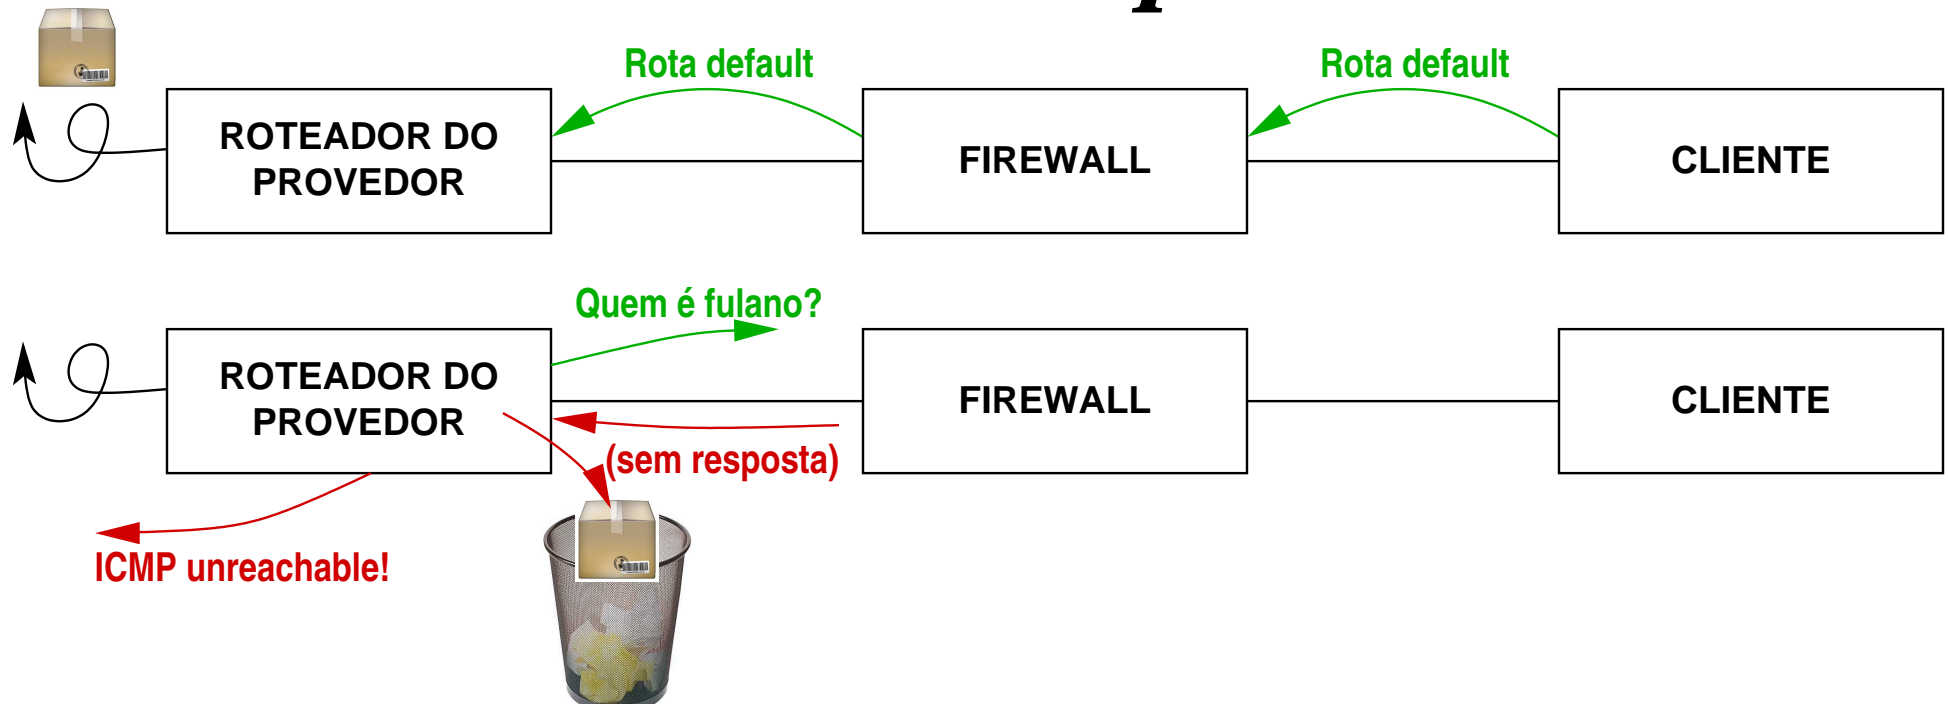 Rota default
Rota default
ROTEADOR DO
PROVEDOR
FIREWALL
CLIENTE
Quem é fulano?
ROTEADOR DO
PROVEDOR
FIREWALL
CLIENTE
(sem resposta)
ICMP unreachable!